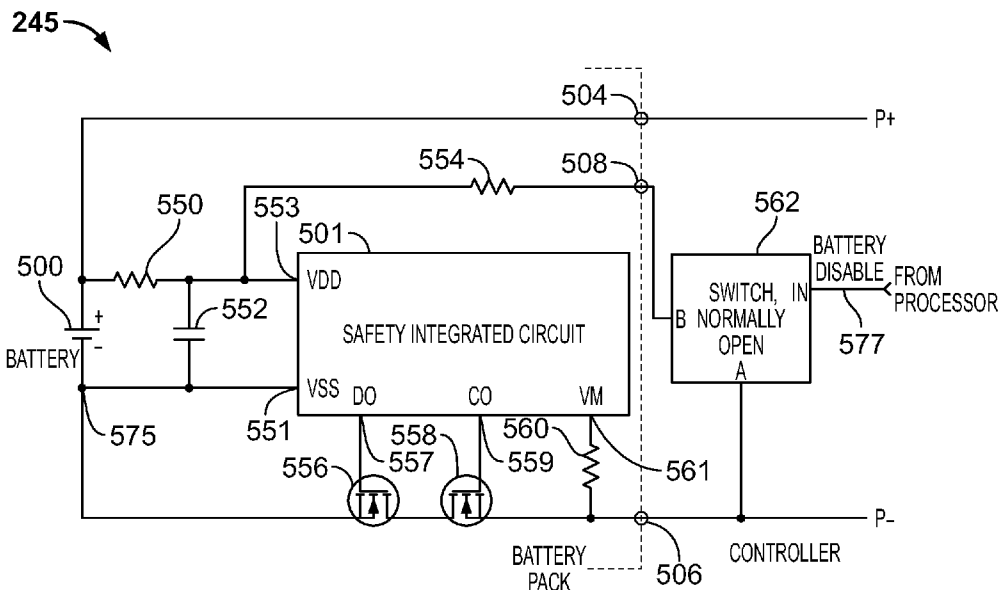 245
504
P+
554
508
550
553
501
562
500
BATTERY
DISABLE
FROM
PROCESSOR
VDD
552
SWITCH,
NORMALLY
OPEN
IN
B
A
577
+
−
BATTERY
SAFETY INTEGRATED CIRCUIT
VSS
DO
CO
VM
575
551
558
560
556
557
559
561
P−
BATTERY
PACK
506
CONTROLLER